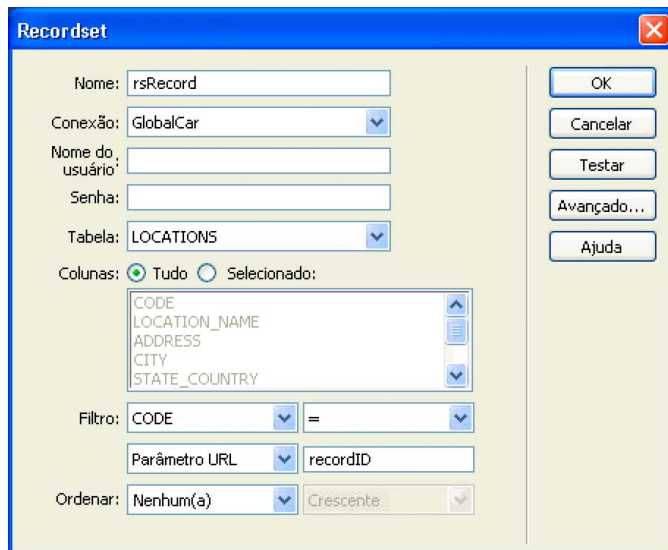 Recordset
Nome: rsRecord
OK
Conexão: GlobalCar
Cancelar
Nome do usuário:
Testar
Senha:
Avançado...
Tabela: LOCATIONS
Ajuda
Colunas: Tudo Selecionado:
CODE
LOCATION_NAME
ADDRESS
CITY
STATE_COUNTRY
Filtro: CODE =
Parâmetro URL recordID
Ordenar: Nenhum(a) Crescente